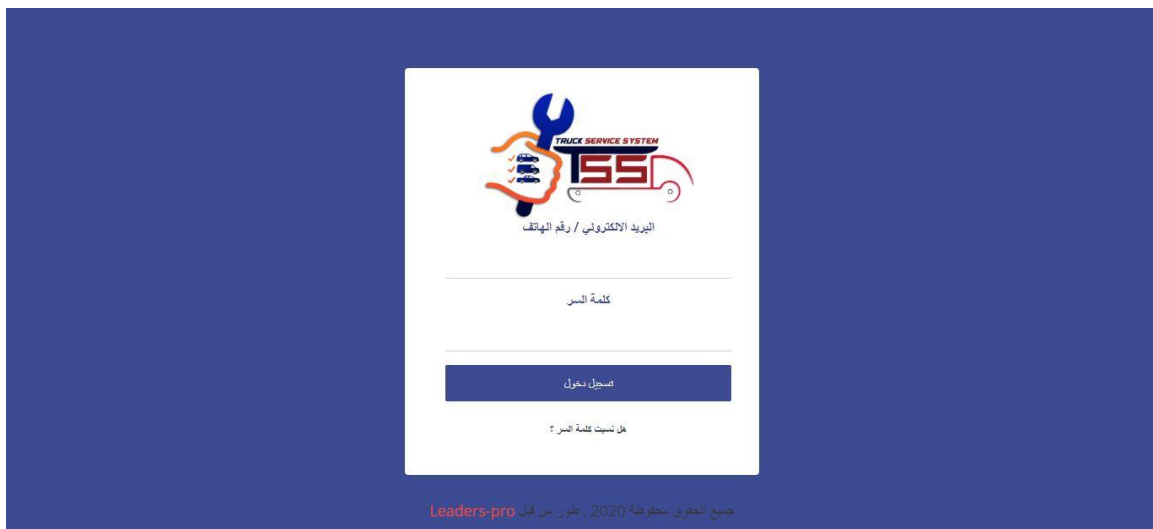 TRUCK SERVICE SYSTEM
TSS
البريد الالكتروني / رقم الهاتف
كلمة السر
تسجيل دخول
هل نسيت كلمة السر ؟
جميع الحقوق محفوظة 2020 , طور من قبل Leaders-pro